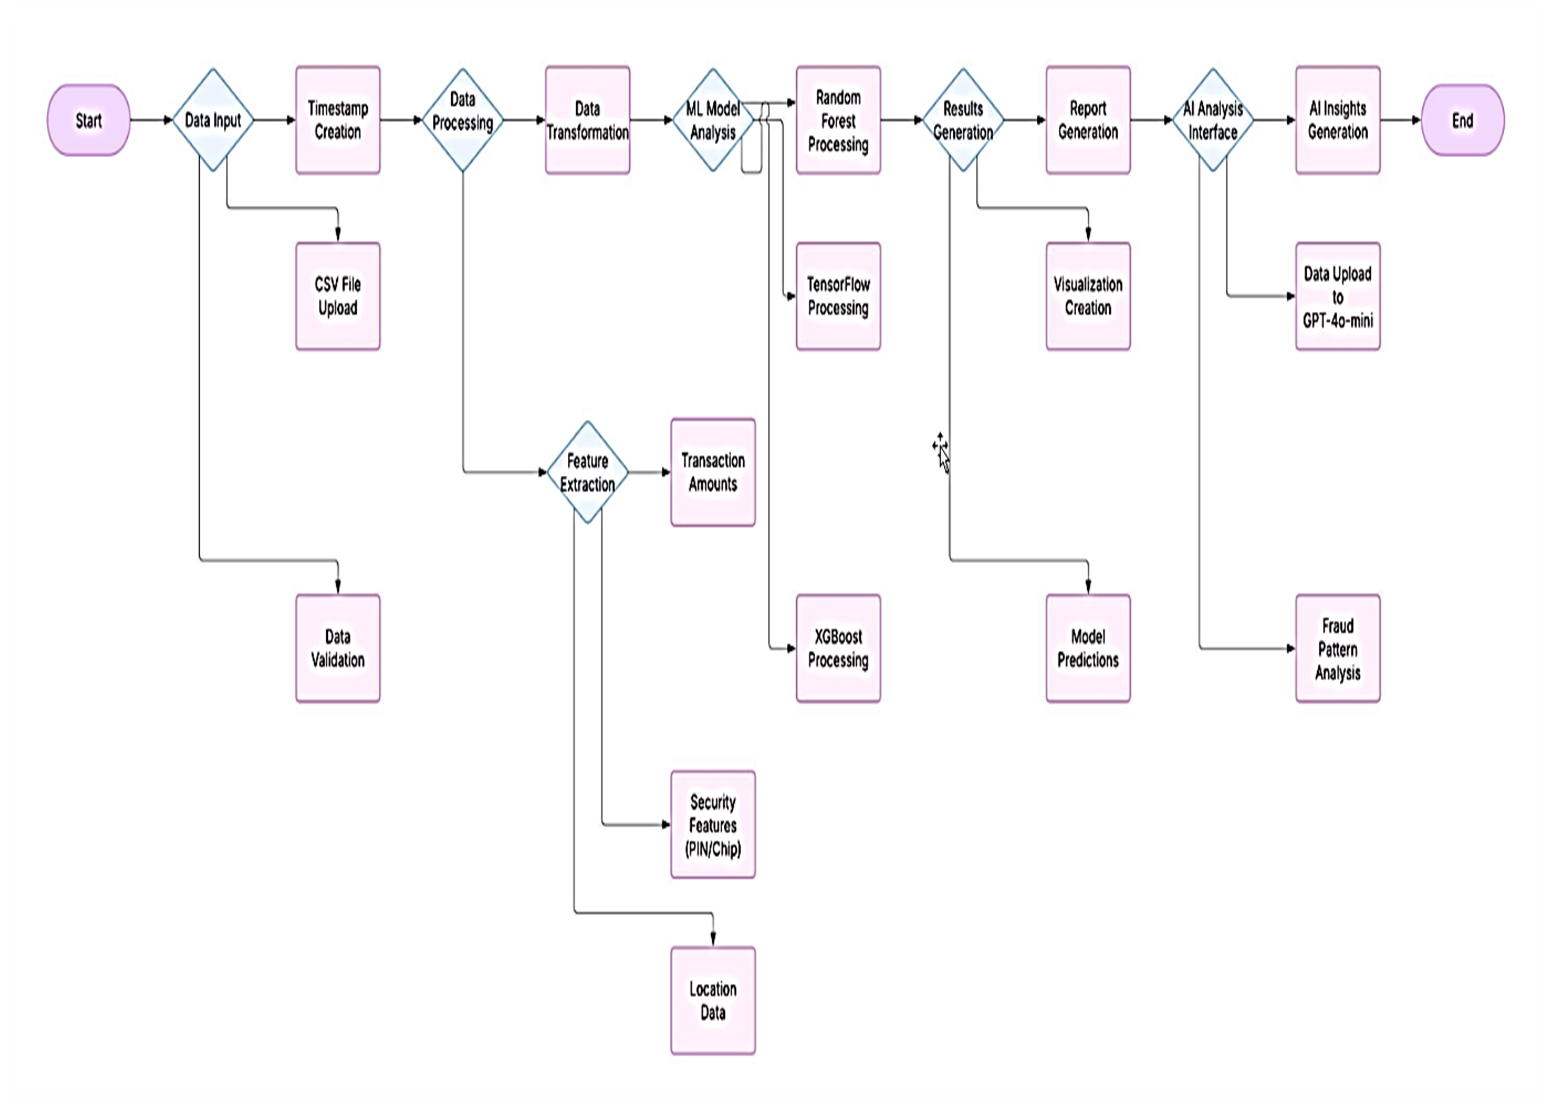 Start
Data Input
Timestamp
Creation
Data
Processing
Data
Transformation
ML Model
Analysis
Random
Forest
Processing
Results
Generation
Report
Generation
AI Analysis
Interface
AI Insights
Generation
End
CSV File
Upload
TensorFlow
Processing
Visualization
Creation
Data Upload
to
GPT-4o-mini
Feature
Extraction
Transaction
Amounts
Data
Validation
XGBoost
Processing
Model
Predictions
Fraud
Pattern
Analysis
Security
Features
(PIN/Chip)
Location
Data